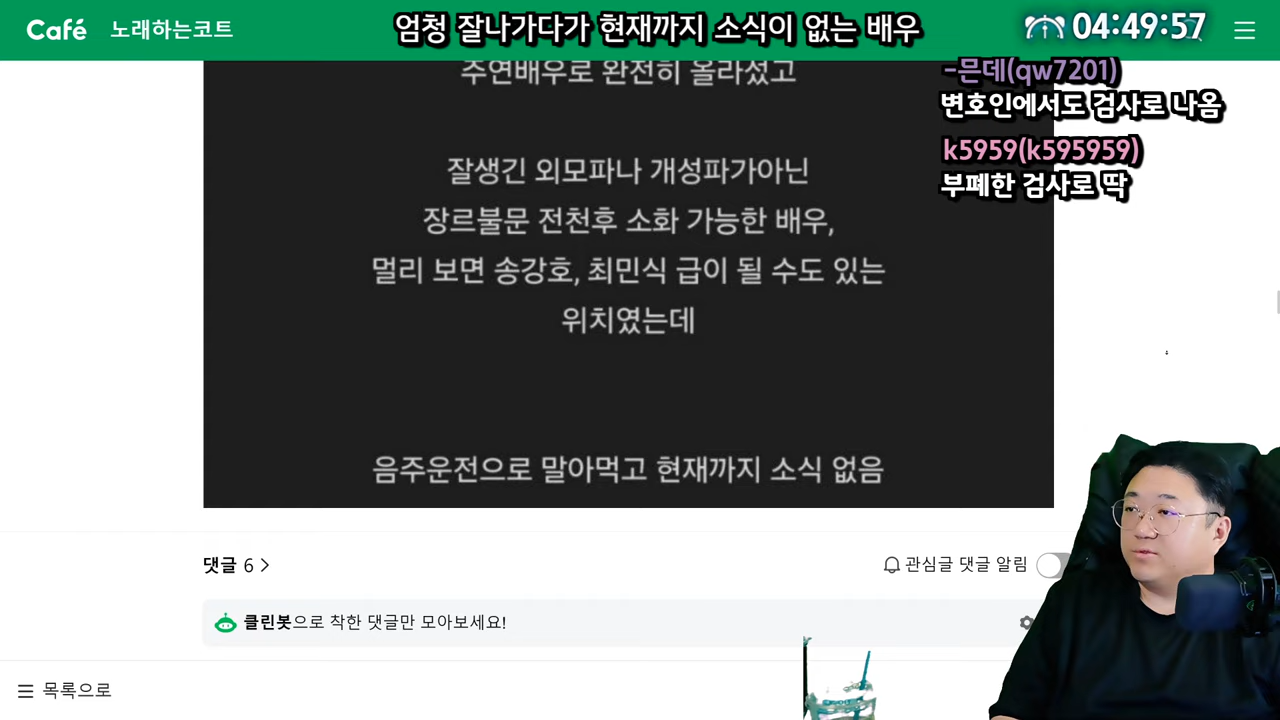 Café 노래하는코트
엄청 잘나가다가 현재까지 소식이 없는 배우
04:49:57
주연배우로 완전히 올라섰고
-믄데(qw7201)
변호인에서도 검사로 나옴
k5959(k595959)
부폐한 검사로 딱
잘생긴 외모파나 개성파가아닌
장르불문 전천후 소화 가능한 배우,
멀리 보면 송강호, 최민식 급이 될 수도 있는
위치였는데
음주운전으로 말아먹고 현재까지 소식 없음
댓글 6
관심글 댓글 알림
클린봇으로 착한 댓글만 모아보세요!
목록으로